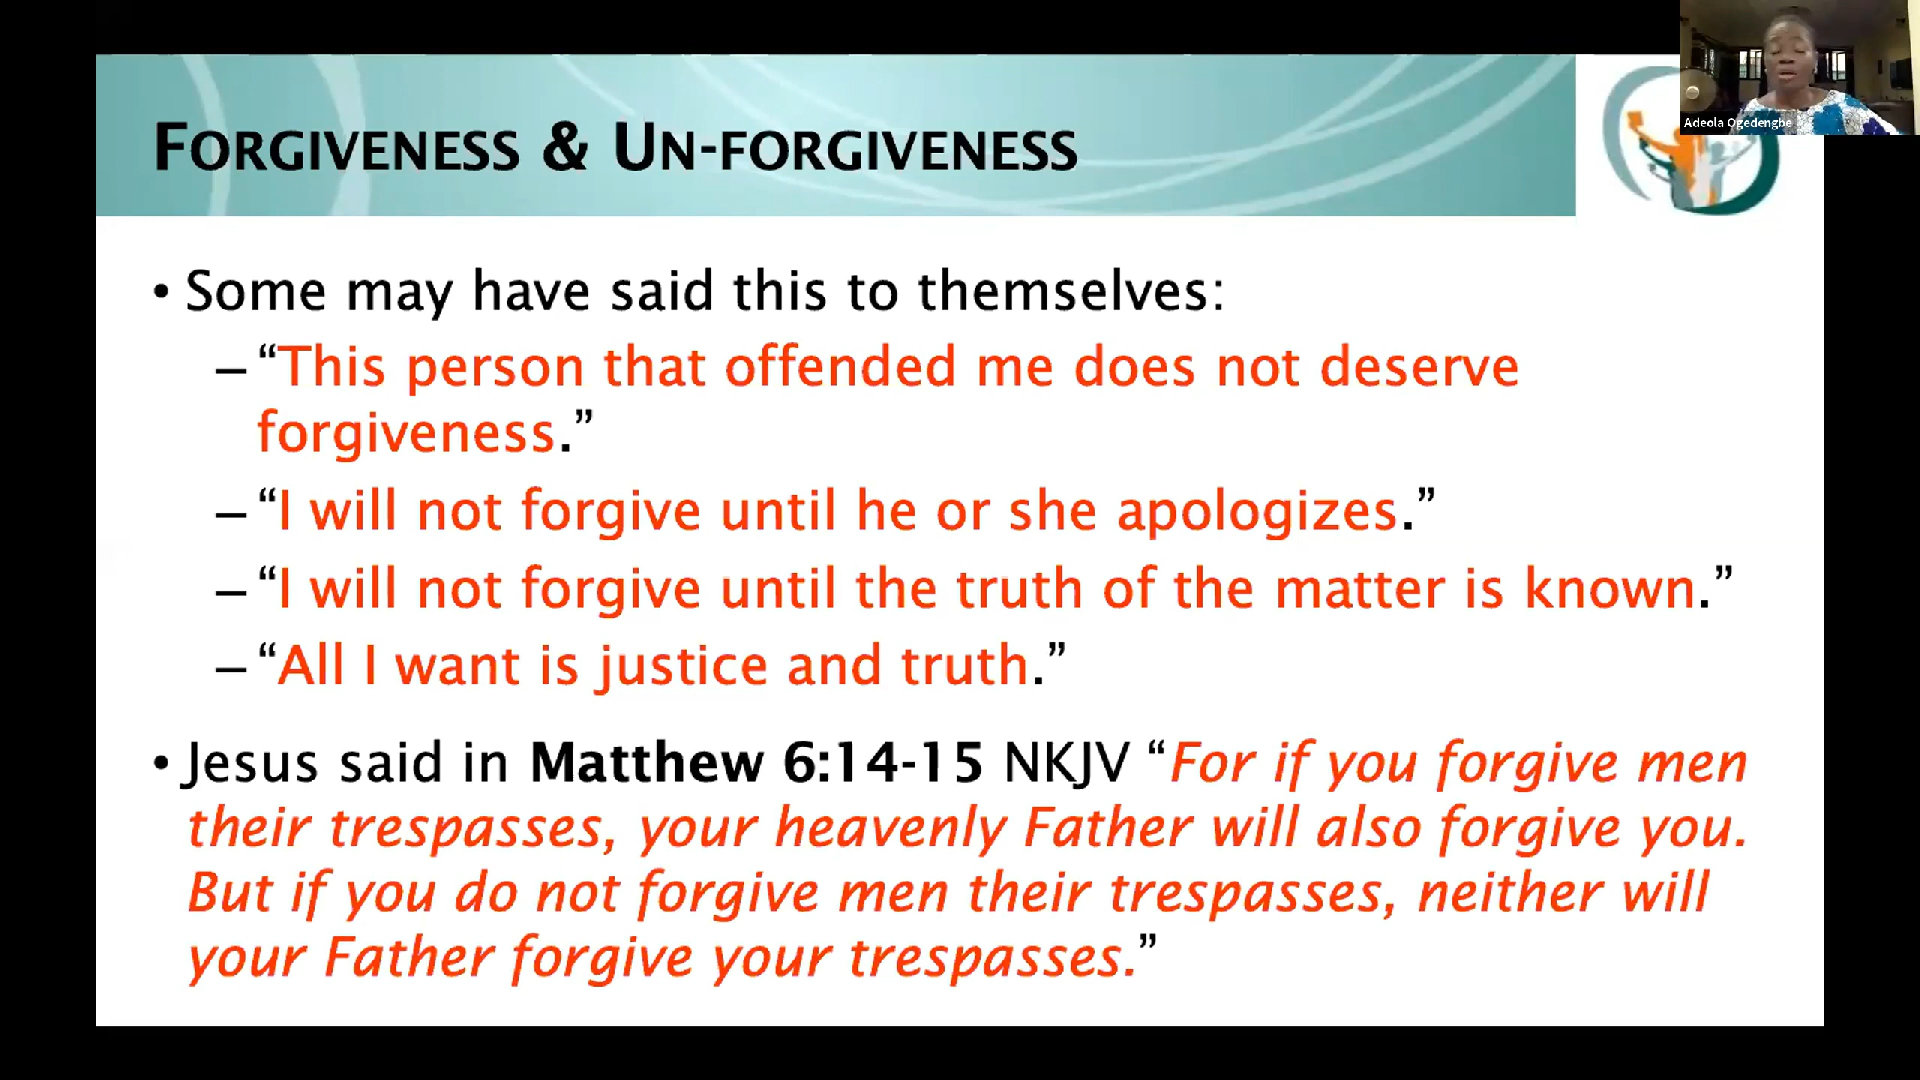 Adeola Ogedengbe
FORGIVENESS & UN-FORGIVENESS
• Some may have said this to themselves:
– “This person that offended me does not deserve
forgiveness.”
– “I will not forgive until he or she apologizes.”
– “I will not forgive until the truth of the matter is known.”
– “All I want is justice and truth.”
• Jesus said in Matthew 6:14-15 NKJV “For if you forgive men
their trespasses, your heavenly Father will also forgive you.
But if you do not forgive men their trespasses, neither will
your Father forgive your trespasses.”